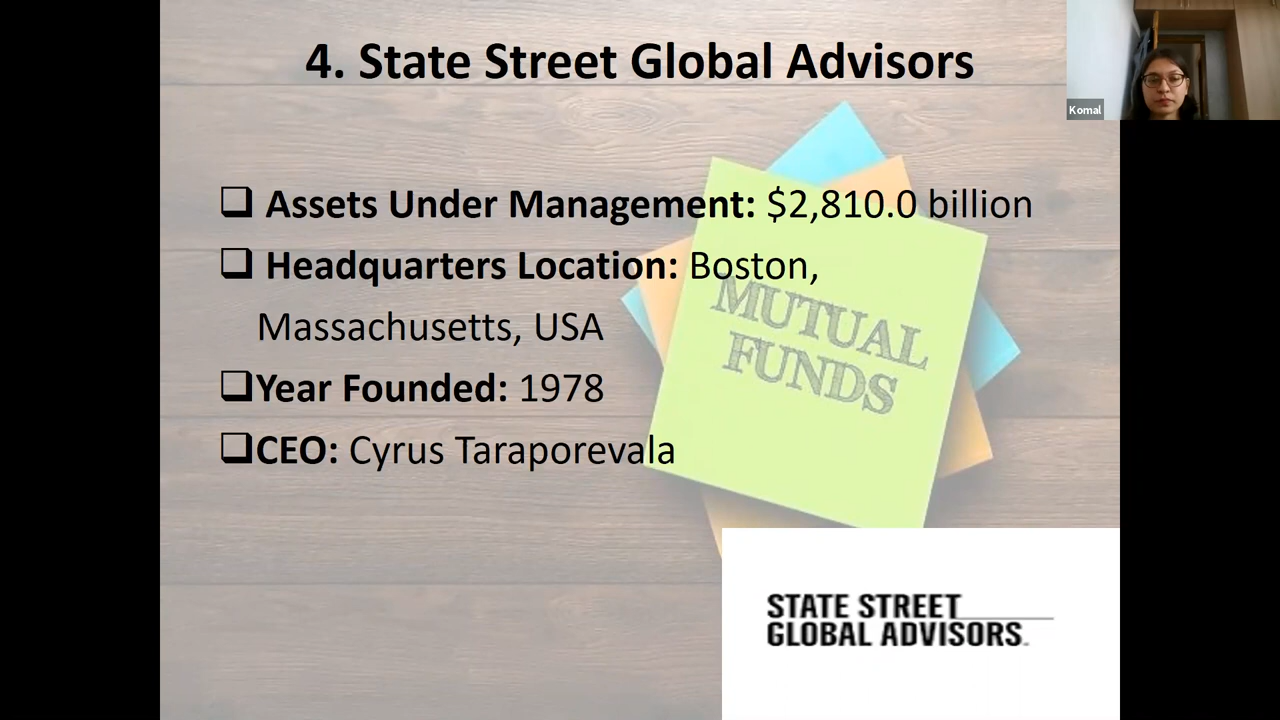 4. State Street Global Advisors
Komal
❑ Assets Under Management: $2,810.0 billion
❑ Headquarters Location: Boston,
Massachusetts, USA
❑Year Founded: 1978
❑CEO: Cyrus Taraporevala
MUTUAL
FUNDS
STATE STREET
GLOBAL ADVISORS.